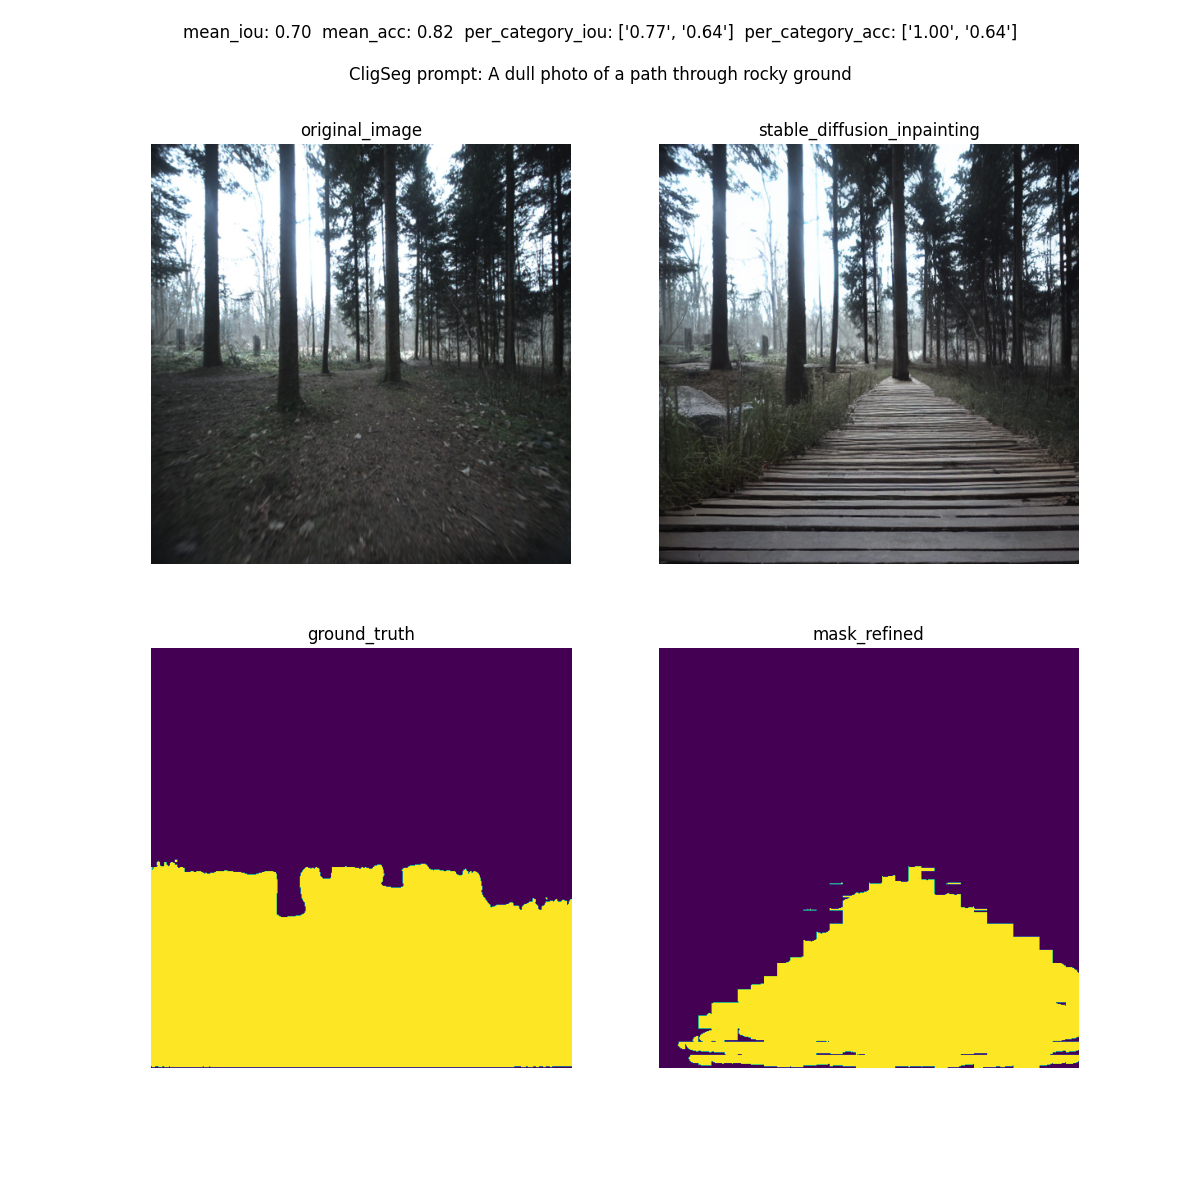 mean_iou: 0.70  mean_acc: 0.82  per_category_iou: ['0.77', '0.64']  per_category_acc: ['1.00', '0.64']
CligSeg prompt: A dull photo of a path through rocky ground
original_image
stable_diffusion_inpainting
ground_truth
mask_refined